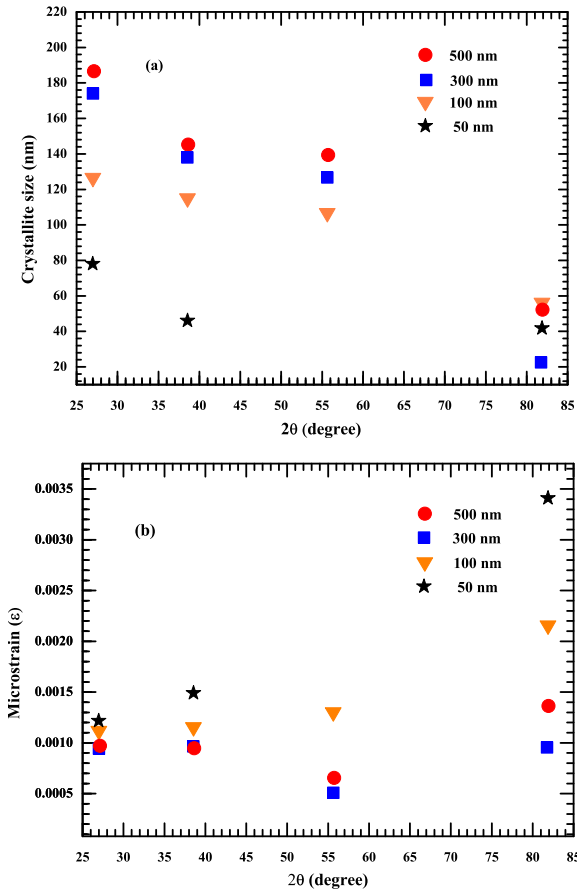 200
180
160
140
120
100
80
60
40
20
Crystallite size (nm)
(a)
500 nm
300 nm
100 nm
50 nm
25 30 35 40 45 50 55 60 65 70 75 80 85
2θ (degree)
0.0035
0.0030
0.0025
0.0020
0.0015
0.0010
0.0005
Microstrain (ε)
(b)
500 nm
300 nm
100 nm
50 nm
25 30 35 40 45 50 55 60 65 70 75 80 85
2θ (degree)